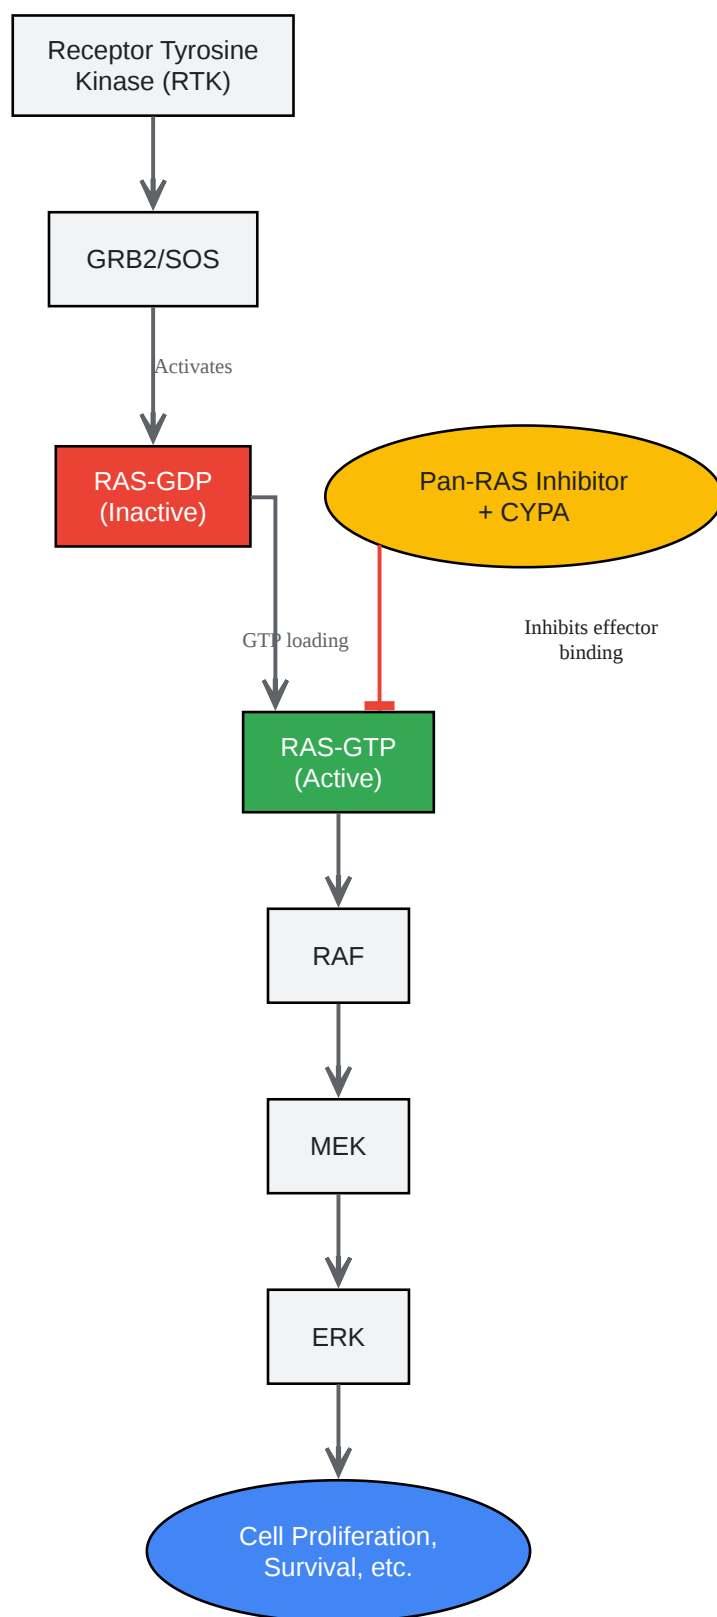 Receptor Tyrosine
Kinase (RTK)
GRB2/SOS
Activates
RAS-GDP
(Inactive)
Pan-RAS Inhibitor
+ CYPA
GTP loading
Inhibits effector
binding
RAS-GTP
(Active)
RAF
MEK
ERK
Cell Proliferation,
Survival, etc.